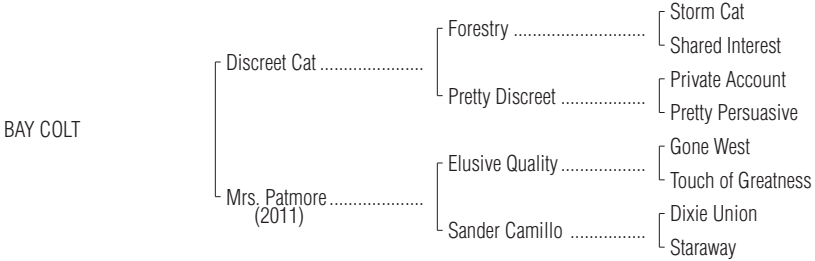 Storm Cat
Forestry ............................
Shared Interest
Discreet Cat ......................
Private Account
Pretty Discreet ..................
Pretty Persuasive
BAY COLT
Gone West
Elusive Quality ..................
Touch of Greatness
Mrs. Patmore ....................
(2011)
Dixie Union
Sander Camillo ................
Staraway